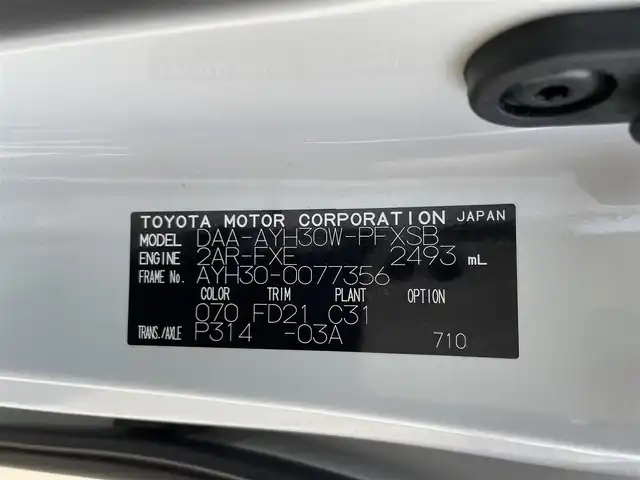 TOYOTA MOTOR CORPORATION JAPAN
MODEL DAA-AYH30W-PFXSB
ENGINE 2AR-FXE 2493 mL
FRAME No. AYH30-0077356
COLOR TRIM PLANT OPTION
070 FD21 C31
TRANS./AXLE P314 -03A 710